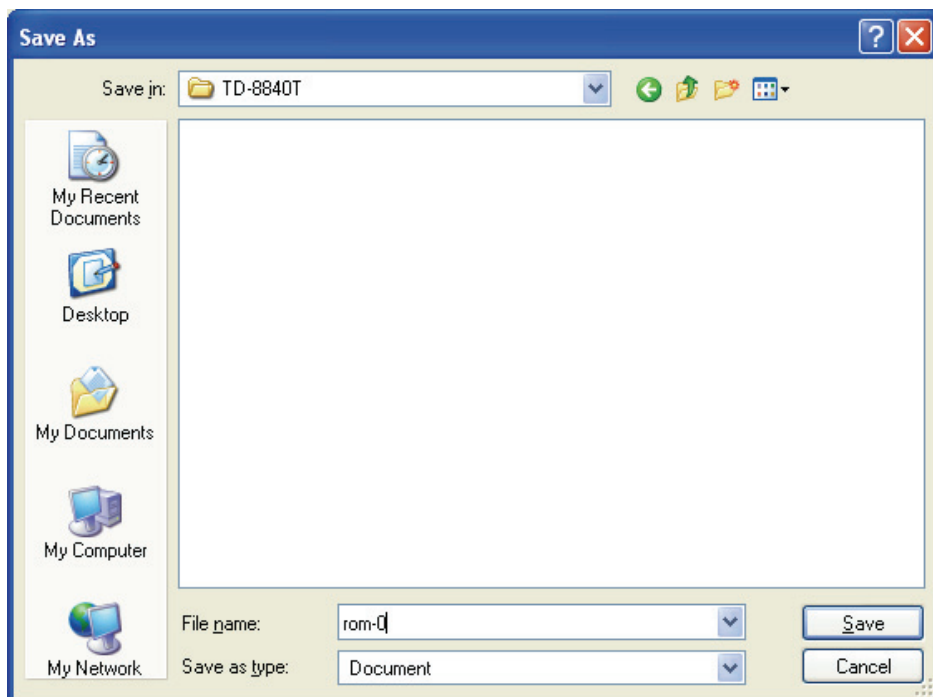 Save As
Save in: TD-8840T
My Recent
Documents
Desktop
My Documents
My Computer
My Network
File name: rom-0 Save
Save as type: Document Cancel